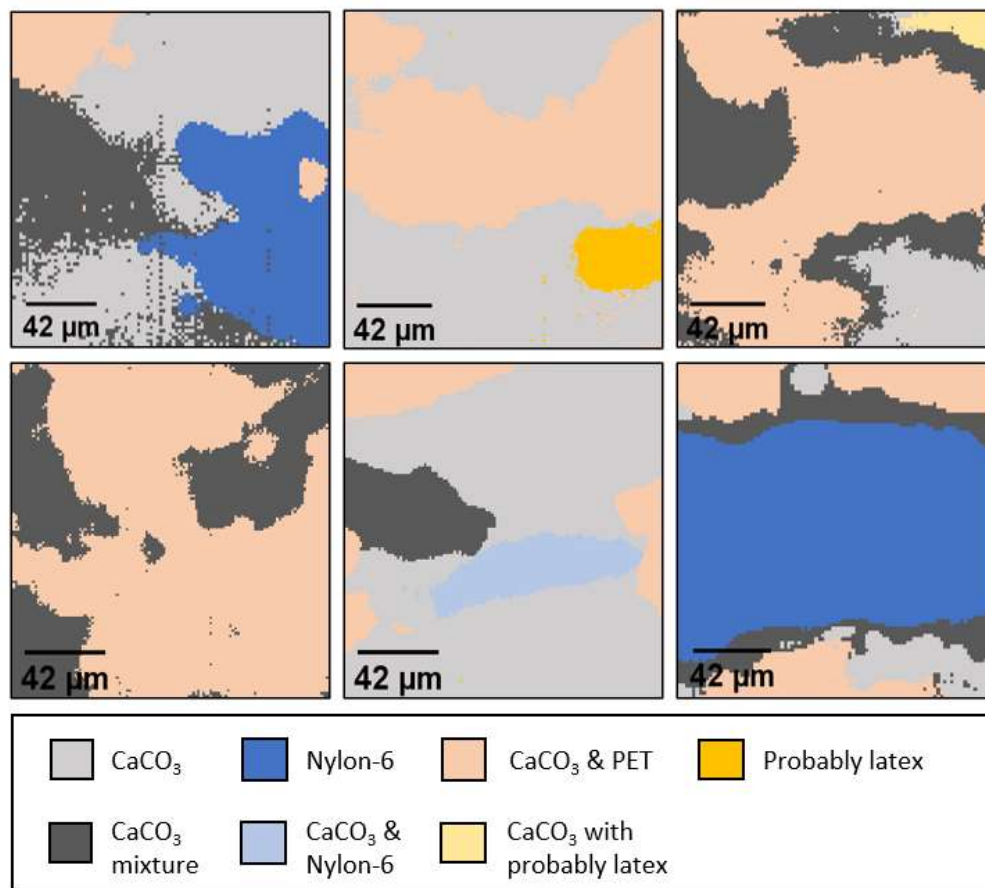 42 µm
42 µm
42 µm
42 µm
42 µm
42 µm
CaCO₃
Nylon-6
CaCO₃ & PET
Probably latex
CaCO₃
mixture
CaCO₃ &
Nylon-6
CaCO₃ with
probably latex